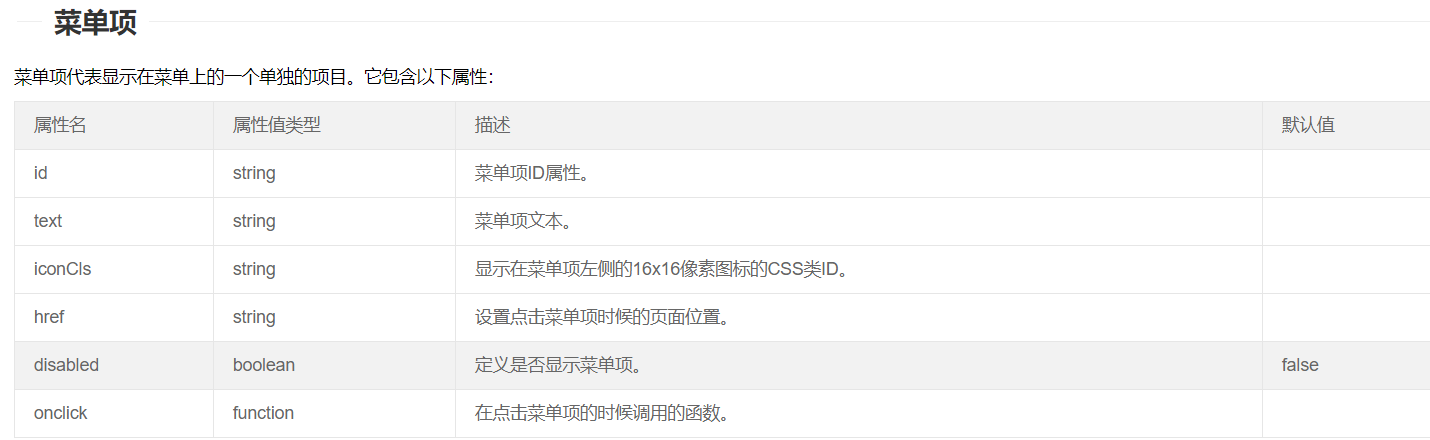 菜单项
菜单项代表显示在菜单上的一个单独的项目。它包含以下属性：
属性名 属性值类型 描述 默认值
id string 菜单项ID属性。
text string 菜单项文本。
iconCls string 显示在菜单项左侧的16x16像素图标的CSS类ID。
href string 设置点击菜单项时候的页面位置。
disabled boolean 定义是否显示菜单项。 false
onclick function 在点击菜单项的时候调用的函数。